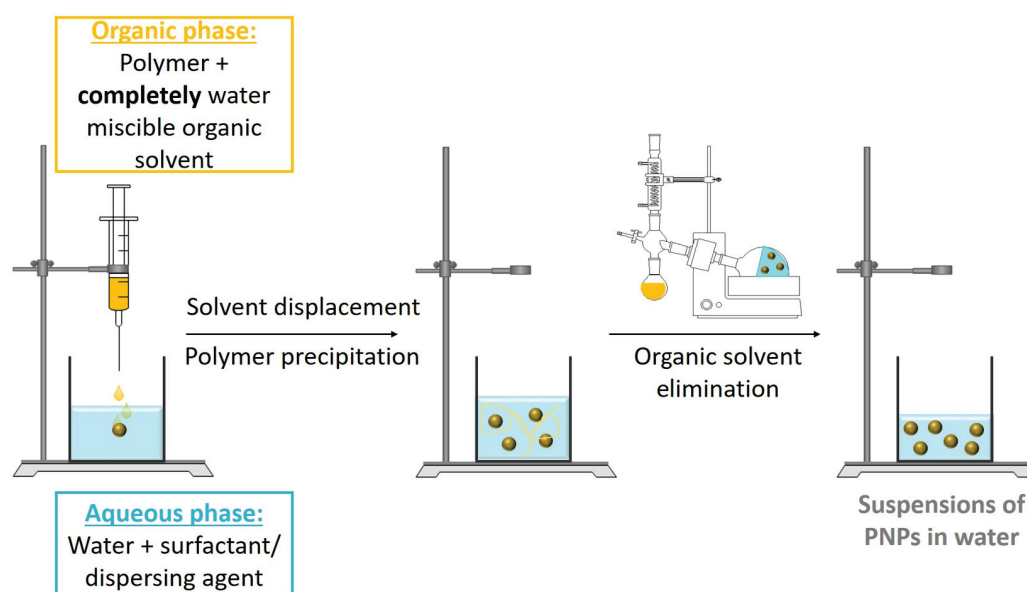 Organic phase:
Polymer +
completely water
miscible organic
solvent
Solvent displacement
Polymer precipitation
Organic solvent
elimination
Aqueous phase:
Water + surfactant/
dispersing agent
Suspensions of
PNPs in water